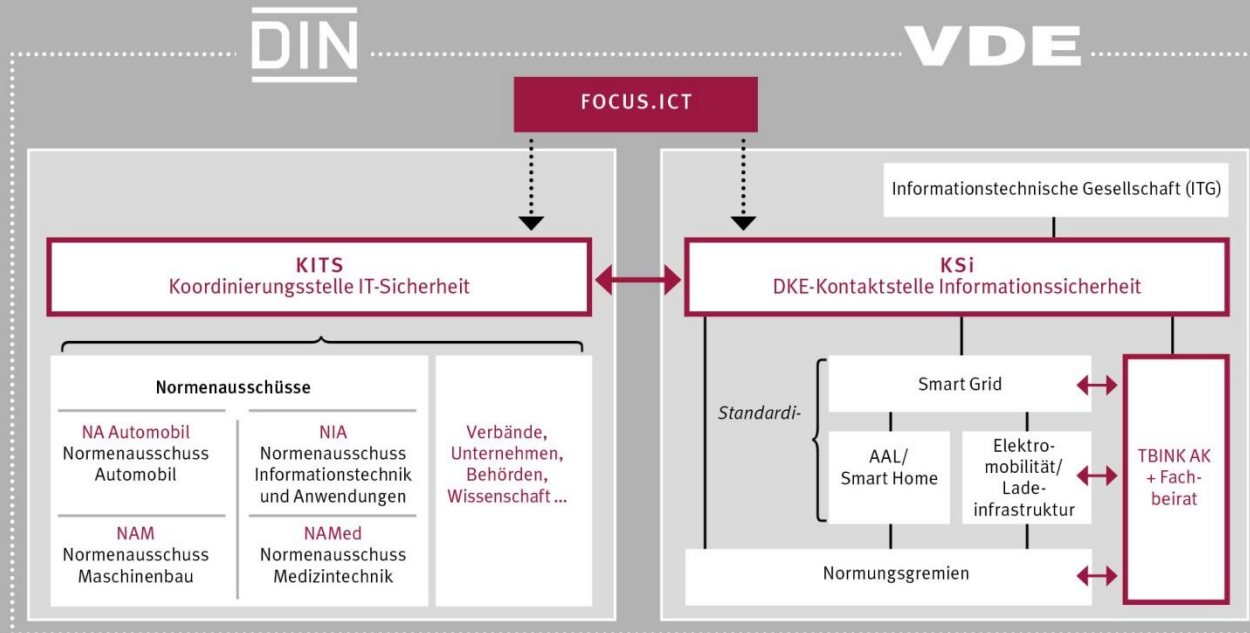 DIN
VDE
FOCUS.ICT
KITS
Koordinierungsstelle IT-Sicherheit
Normenausschüsse
NA Automobil
Normenausschuss
Automobil
NIA
Normenausschuss
Informationstechnik
und Anwendungen
NAM
Normenausschuss
Maschinenbau
NAMed
Normenausschuss
Medizintechnik
Verbände,
Unternehmen,
Behörden,
Wissenschaft ...
Informationstechnische Gesellschaft (ITG)
KSi
DKE-Kontaktstelle Informationssicherheit
Standardi-
Smart Grid
AAL/
Smart Home
Elektro-
mobilität/
Lade-
infrastruktur
TBINK AK
+ Fach-
beirat
Normungsgremien